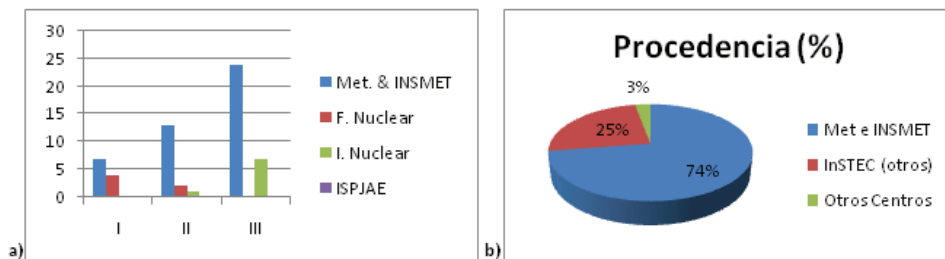 30
25
20
15
10
5
0
I II III
Met. & INSMET
F. Nuclear
I. Nuclear
ISPJAE
a)
Procedencia (%)
3%
25%
74%
Met e INSMET
InSTEC (otros)
Otros Centros
b)